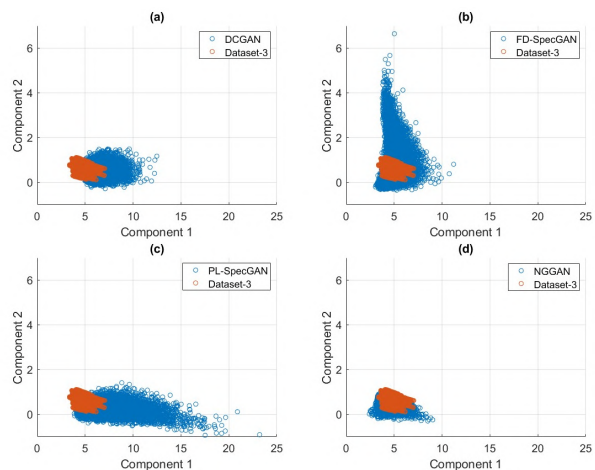 (a)
DCGAN
Dataset-3
6
4
2
0
Component 2
0 5 10 15 20 25
Component 1
(b)
FD-SpecGAN
Dataset-3
6
4
2
0
Component 2
0 5 10 15 20 25
Component 1
(c)
PL-SpecGAN
Dataset-3
6
4
2
0
Component 2
0 5 10 15 20 25
Component 1
(d)
NGGAN
Dataset-3
6
4
2
0
Component 2
0 5 10 15 20 25
Component 1